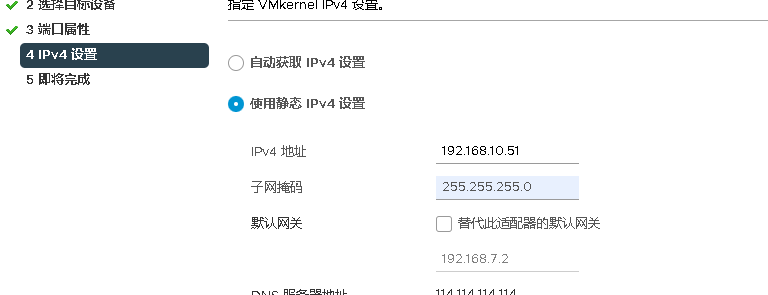 2 选择目标设备
3 端口属性
4 IPv4 设置
5 即将完成
指定 VMkernel IPv4 设置。
自动获取 IPv4 设置
使用静态 IPv4 设置
IPv4 地址 192.168.10.51
子网掩码 255.255.255.0
默认网关 替代此适配器的默认网关
192.168.7.2
DNS 服务器地址 114.114.114.114